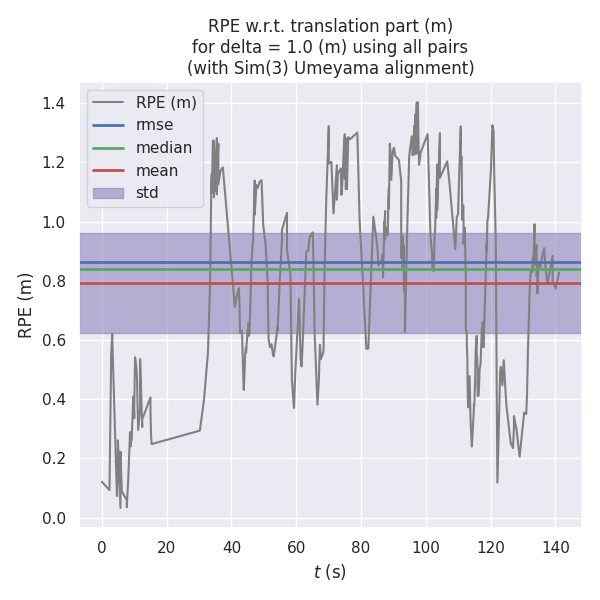 RPE w.r.t. translation part (m)
for delta = 1.0 (m) using all pairs
(with Sim(3) Umeyama alignment)
RPE (m)
rmse
median
mean
std
RPE (m)
1.4
1.2
1.0
0.8
0.6
0.4
0.2
0.0
0 20 40 60 80 100 120 140
t (s)